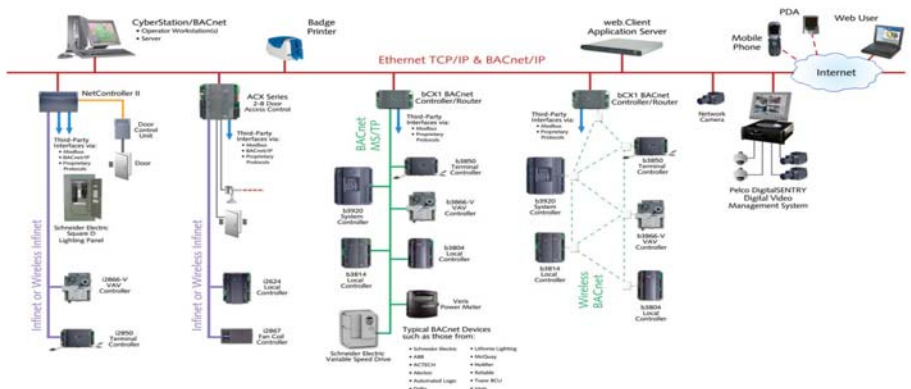 CyberStation/BACnet
• Operator Workstation(s)
• Server
Badge
Printer
web.Client
Application Server
PDA
Mobile
Phone
Web User
Ethernet TCP/IP & BACnet/IP
Internet
NetController II
Door
Control
Unit
Door
Third-Party
Interfaces via:
• Modbus
• BACnet/IP
• Proprietary
Protocols
Schneider Electric
Square D
Lighting Panel
Infinet or Wireless Infinet
i2866-V
VAV
Controller
i2850
Terminal
Controller
ACX Series
2-8 Door
Access Control
Third-Party
Interfaces via:
• Modbus
• BACnet/IP
• Proprietary
Protocols
Infinet or Wireless Infinet
i2624
Local
Controller
i2867
Fan Coil
Controller
bCX1 BACnet
Controller/Router
BACnet
MS/TP
Third-Party
Interfaces via:
• Modbus
• Proprietary
Protocols
b3850
Terminal
Controller
b3920
System
Controller
b3866-V
VAV
Controller
b3814
Local
Controller
b3804
Local
Controller
Veris
Power Meter
Schneider Electric
Variable Speed Drive
Typical BACnet Devices
such as those from:
• Schneider Electric
• ABB
• ACTECH
• Alerton
• Automated Logic
• Lithonia Lighting
• McQuay
• Notifier
• Reliable
• Trane BCU
bCX1 BACnet
Controller/Router
Third-Party
Interfaces via:
• Modbus
• Proprietary
Protocols
b3850
Terminal
Controller
b3920
System
Controller
b3866-V
VAV
Controller
b3814
Local
Controller
Wireless
BACnet
b3804
Local
Controller
Network
Camera
Pelco DigitalSENTRY
Digital Video
Management System